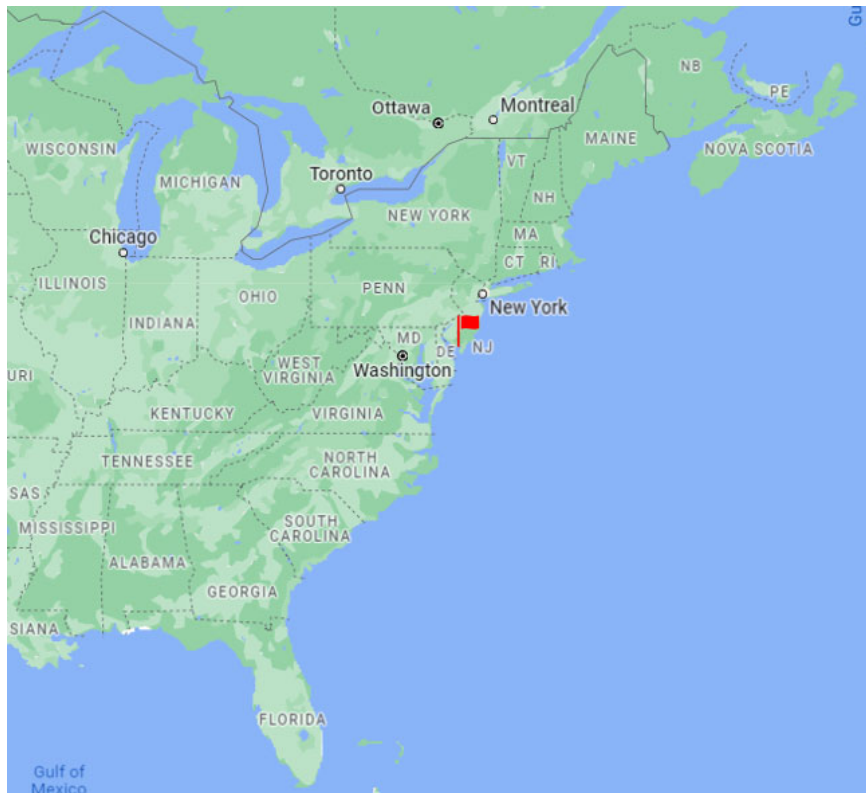 Gu
NB
PE
Ottawa
Montreal
MAINE
NOVA SCOTIA
WISCONSIN
VT
MICHIGAN
Toronto
NH
NEW YORK
MA
Chicago
CT
RI
ILLINOIS
OHIO
PENN
New York
INDIANA
MD
DE
NJ
WEST
VIRGINIA
Washington
URI
KENTUCKY
VIRGINIA
TENNESSEE
NORTH
CAROLINA
SAS
MISSISSIPPI
SOUTH
CAROLINA
ALABAMA
GEORGIA
SIANA
FLORIDA
Gulf of
Mexico